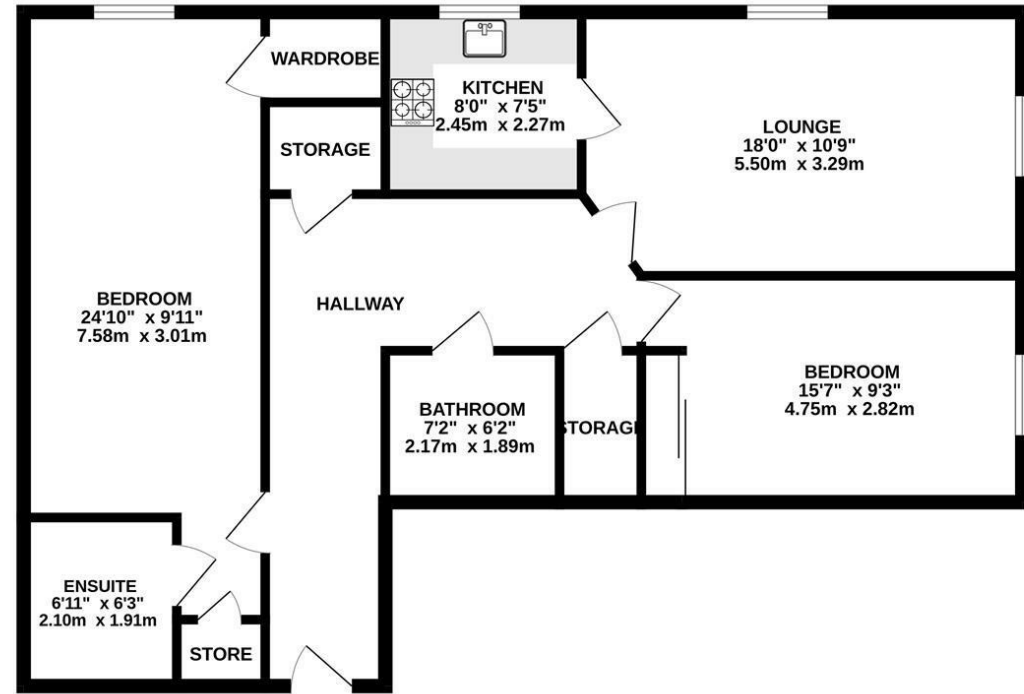 WARDROBE
KITCHEN
8'0" x 7'5"
2.45m x 2.27m
LOUNGE
18'0" x 10'9"
5.50m x 3.29m
STORAGE
BEDROOM
24'10" x 9'11"
7.58m x 3.01m
HALLWAY
BEDROOM
15'7" x 9'3"
4.75m x 2.82m
BATHROOM
7'2" x 6'2"
2.17m x 1.89m
STORAGE
ENSUITE
6'11" x 6'3"
2.10m x 1.91m
STORE